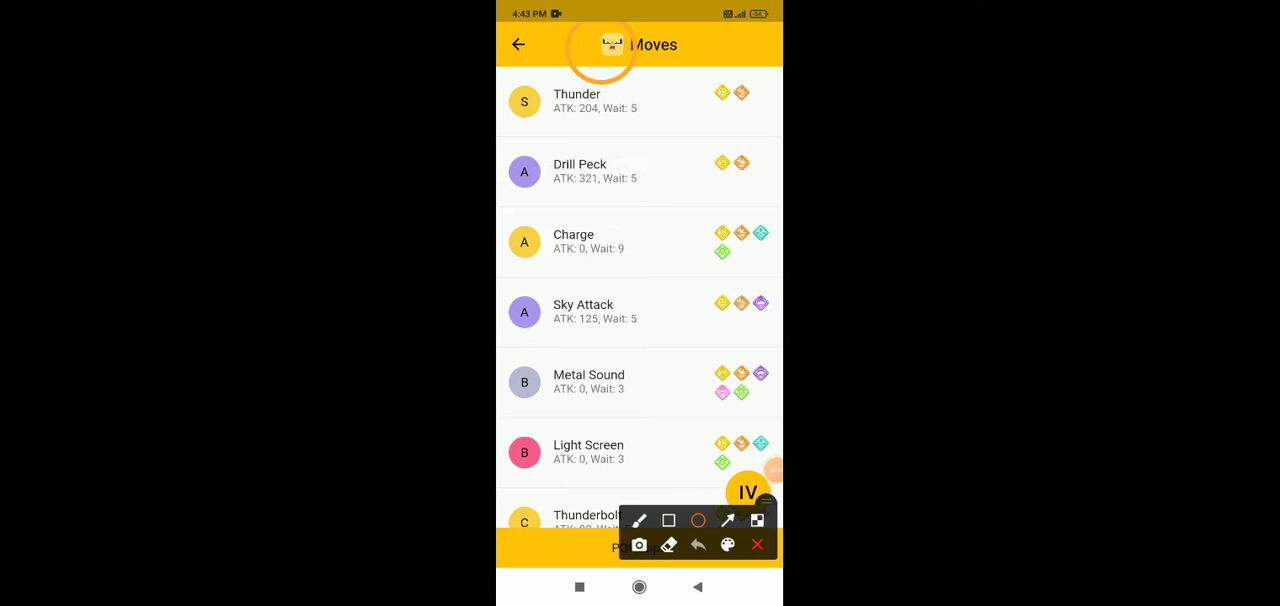 4:43 PM
54
Moves
S
Thunder
ATK: 204, Wait: 5
A
Drill Peck
ATK: 321, Wait: 5
A
Charge
ATK: 0, Wait: 9
A
Sky Attack
ATK: 125, Wait: 5
B
Metal Sound
ATK: 0, Wait: 3
B
Light Screen
ATK: 0, Wait: 3
IV
C
Thunderbolt